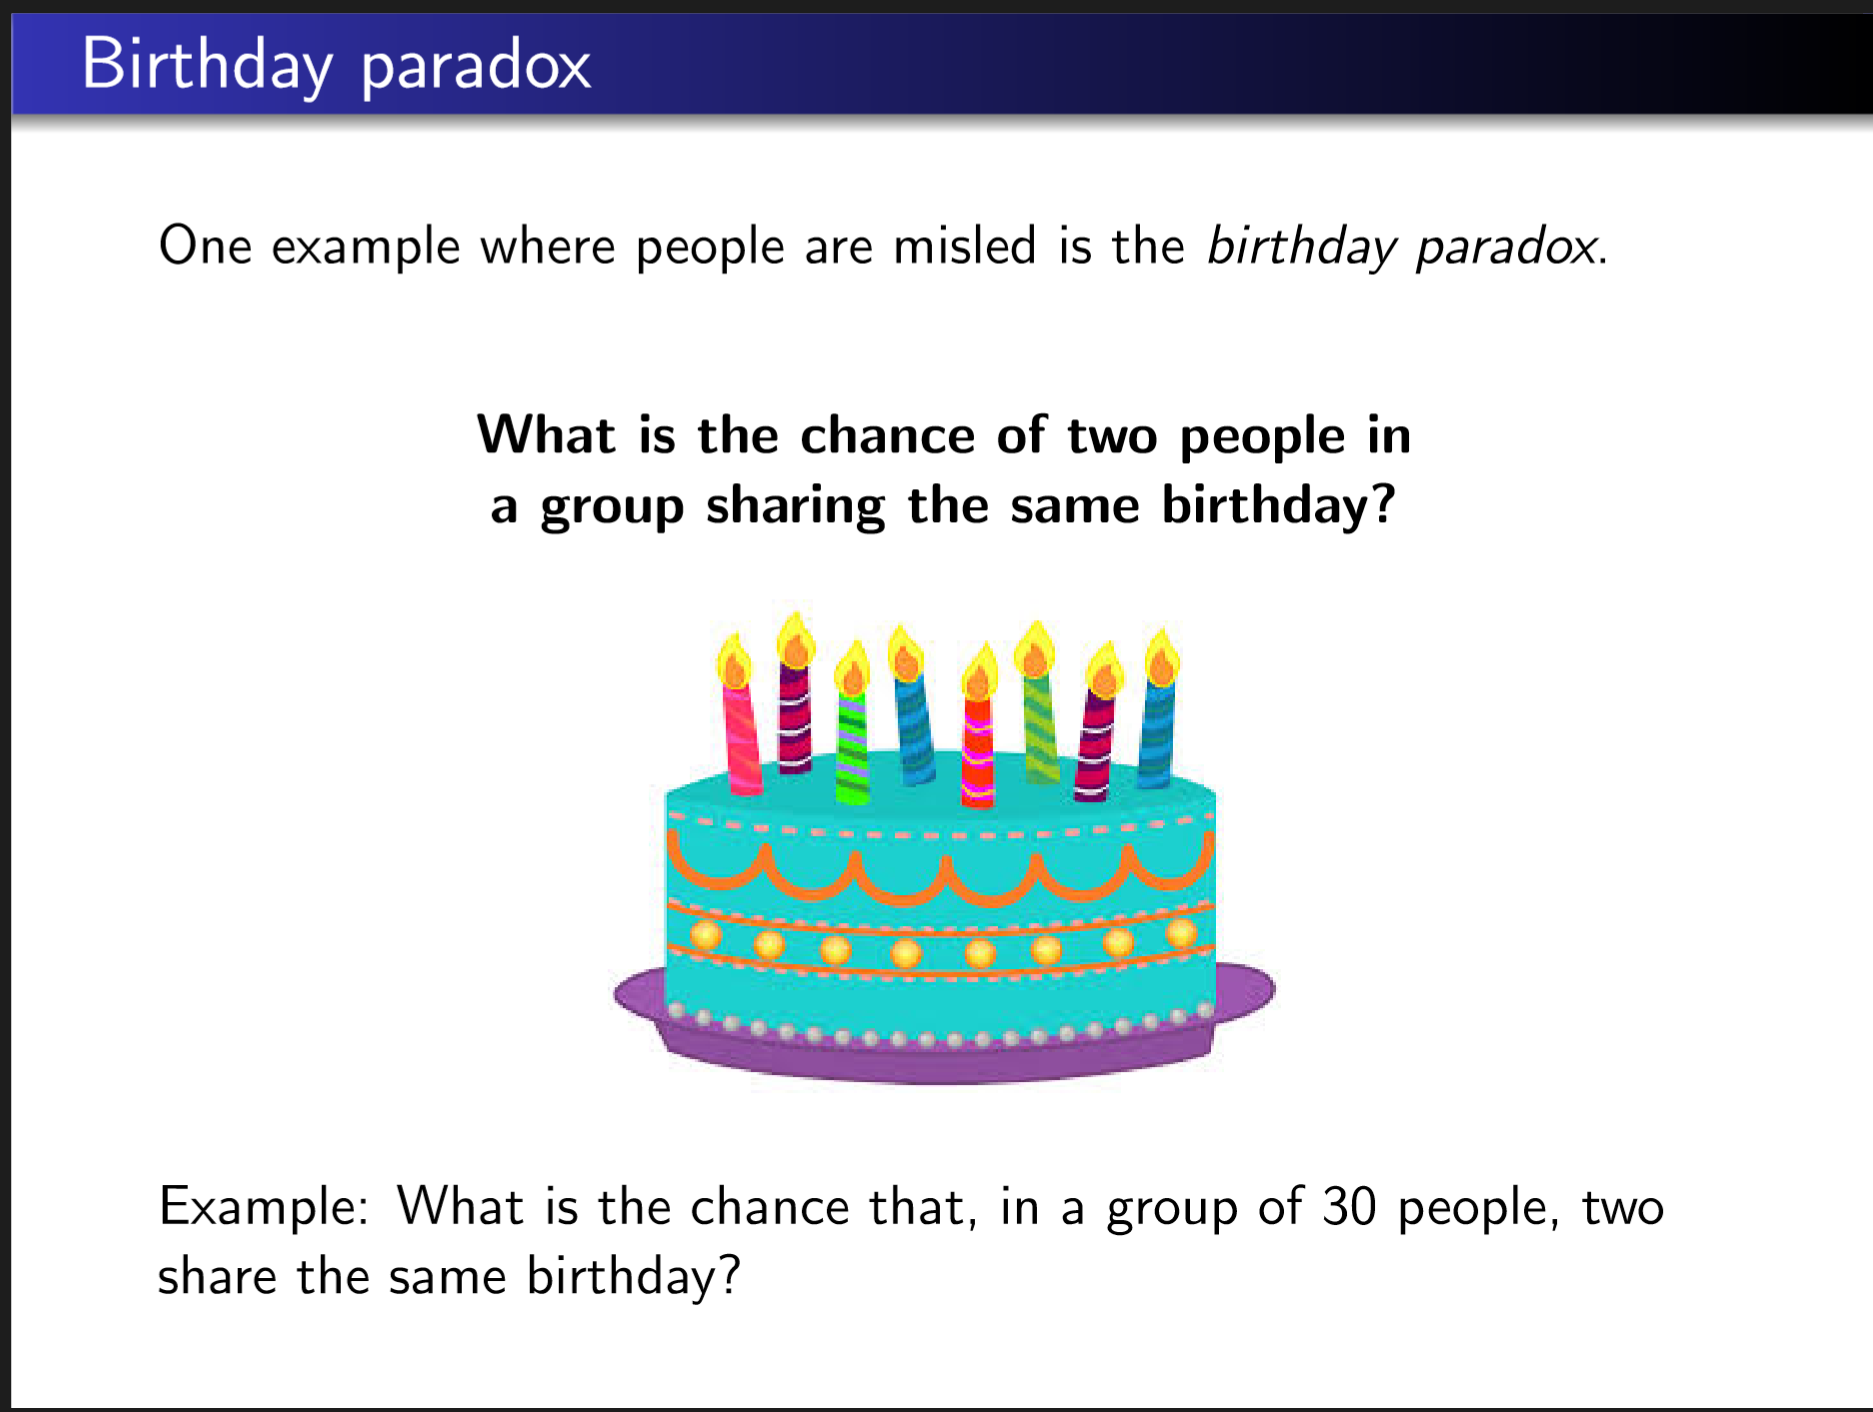 Birthday paradox
One example where people are misled is the birthday paradox.
What is the chance of two people in
a group sharing the same birthday?
Example: What is the chance that, in a group of 30 people, two
share the same birthday?